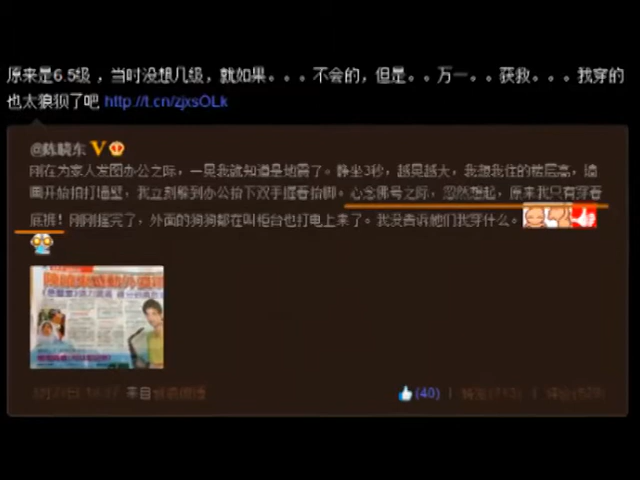 原来是6.5级，当时没想几级，就如果。。。不会的，但是。。万一。。获救。。。我穿的
也太狼狈了吧 http://t.cn/zjxsOLk
@陈晓东
刚在为家人发图办公之际，一晃我就知道是地震了。静坐3秒，越晃越大，我想我住的楼层高，墙
画开始拍打墙壁，我立刻躲到办公抬下双手握着抬脚。心念佛号之际，忽然想起，原来我只有穿着
底裤！刚刚摇完了，外面的狗狗都在叫柜台也打电上来了。我没告诉他们我穿什么。
来自
(40)